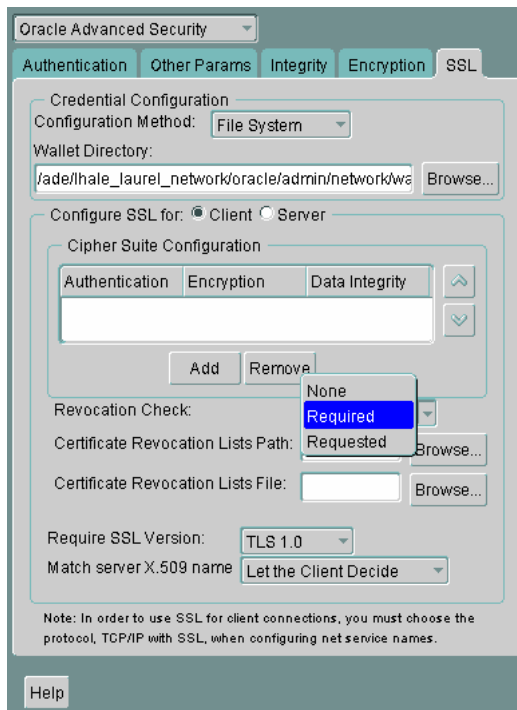 Oracle Advanced Security
Authentication Other Params Integrity Encryption SSL
Credential Configuration
Configuration Method: File System
Wallet Directory:
/ade/lhale_laurel_network/oracle/admin/network/wa Browse...
Configure SSL for: Client Server
Cipher Suite Configuration
Authentication Encryption Data Integrity
Add Remove
None
Revocation Check: Required
Certificate Revocation Lists Path: Requested Browse...
Certificate Revocation Lists File: Browse...
Require SSL Version: TLS 1.0
Match server X.509 name Let the Client Decide
Note: In order to use SSL for client connections, you must choose the
protocol, TCP/IP with SSL, when configuring net service names.
Help